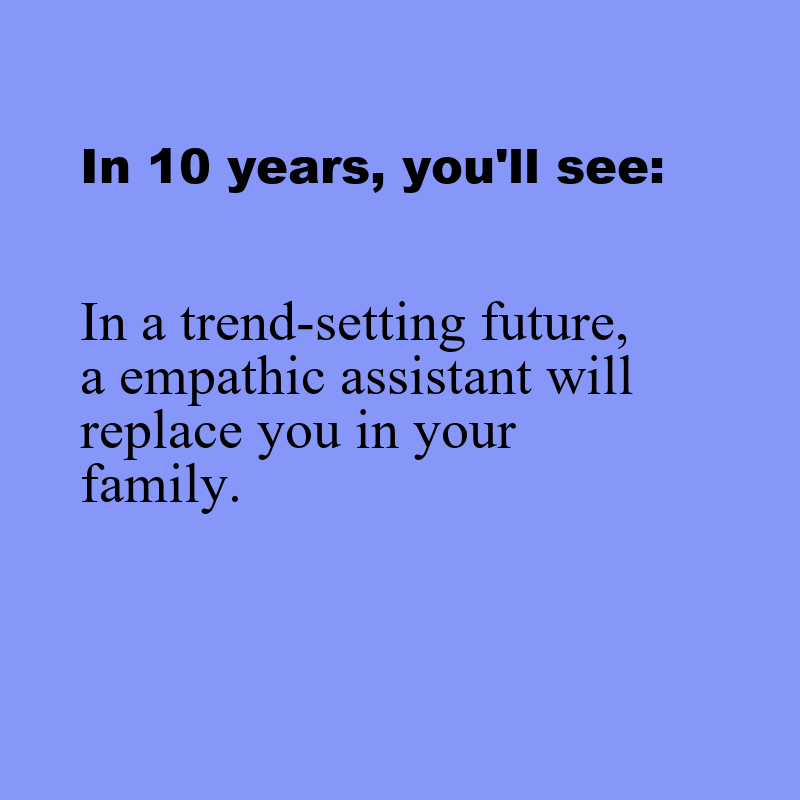 In 10 years, you'll see:
In a trend-setting future,
a empathic assistant will
replace you in your
family.